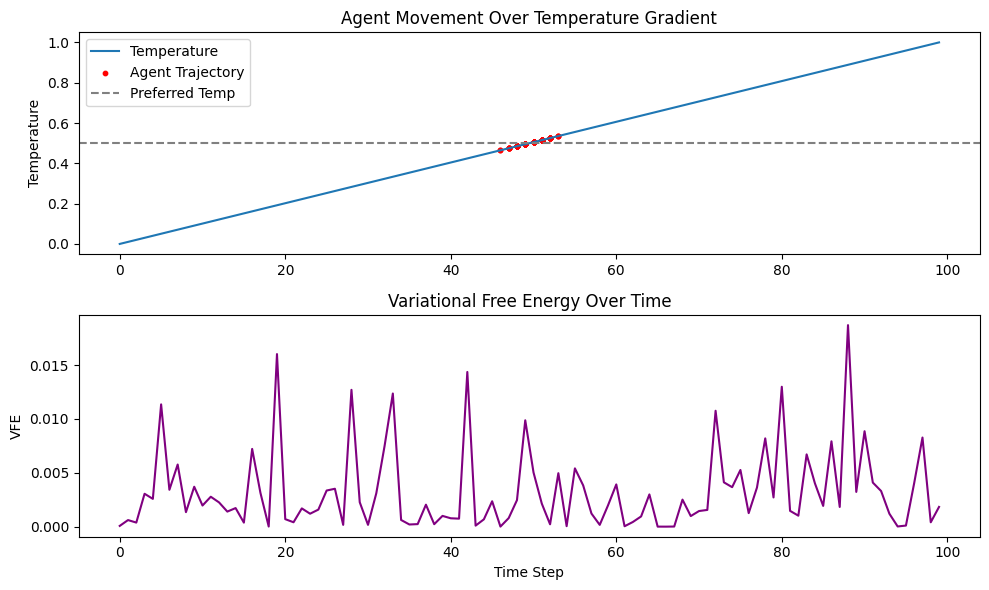 Agent Movement Over Temperature Gradient
Temperature
1.0
0.8
0.6
0.4
0.2
0.0
Temperature
Agent Trajectory
Preferred Temp
0 20 40 60 80 100
Variational Free Energy Over Time
VFE
0.015
0.010
0.005
0.000
0 20 40 60 80 100
Time Step